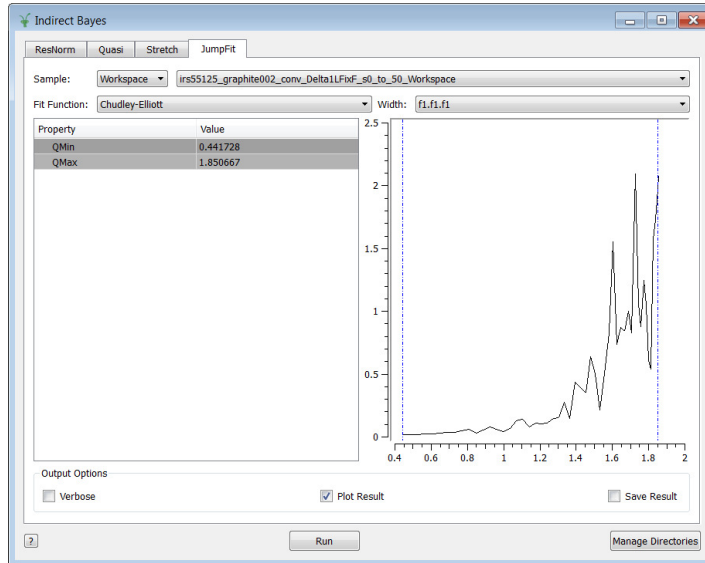 Indirect Bayes
ResNorm Quasi Stretch JumpFit
Sample: Workspace irs55125_graphite002_conv_Delta1LFixF_s0_to_50_Workspace
Fit Function: Chudley-Elliott Width: f1.f1.f1
Property Value
QMin 0.441728
QMax 1.850667
2.5
2
1.5
1
0.5
0
0.4 0.6 0.8 1 1.2 1.4 1.6 1.8 2
Output Options
Verbose Plot Result Save Result
? Run Manage Directories